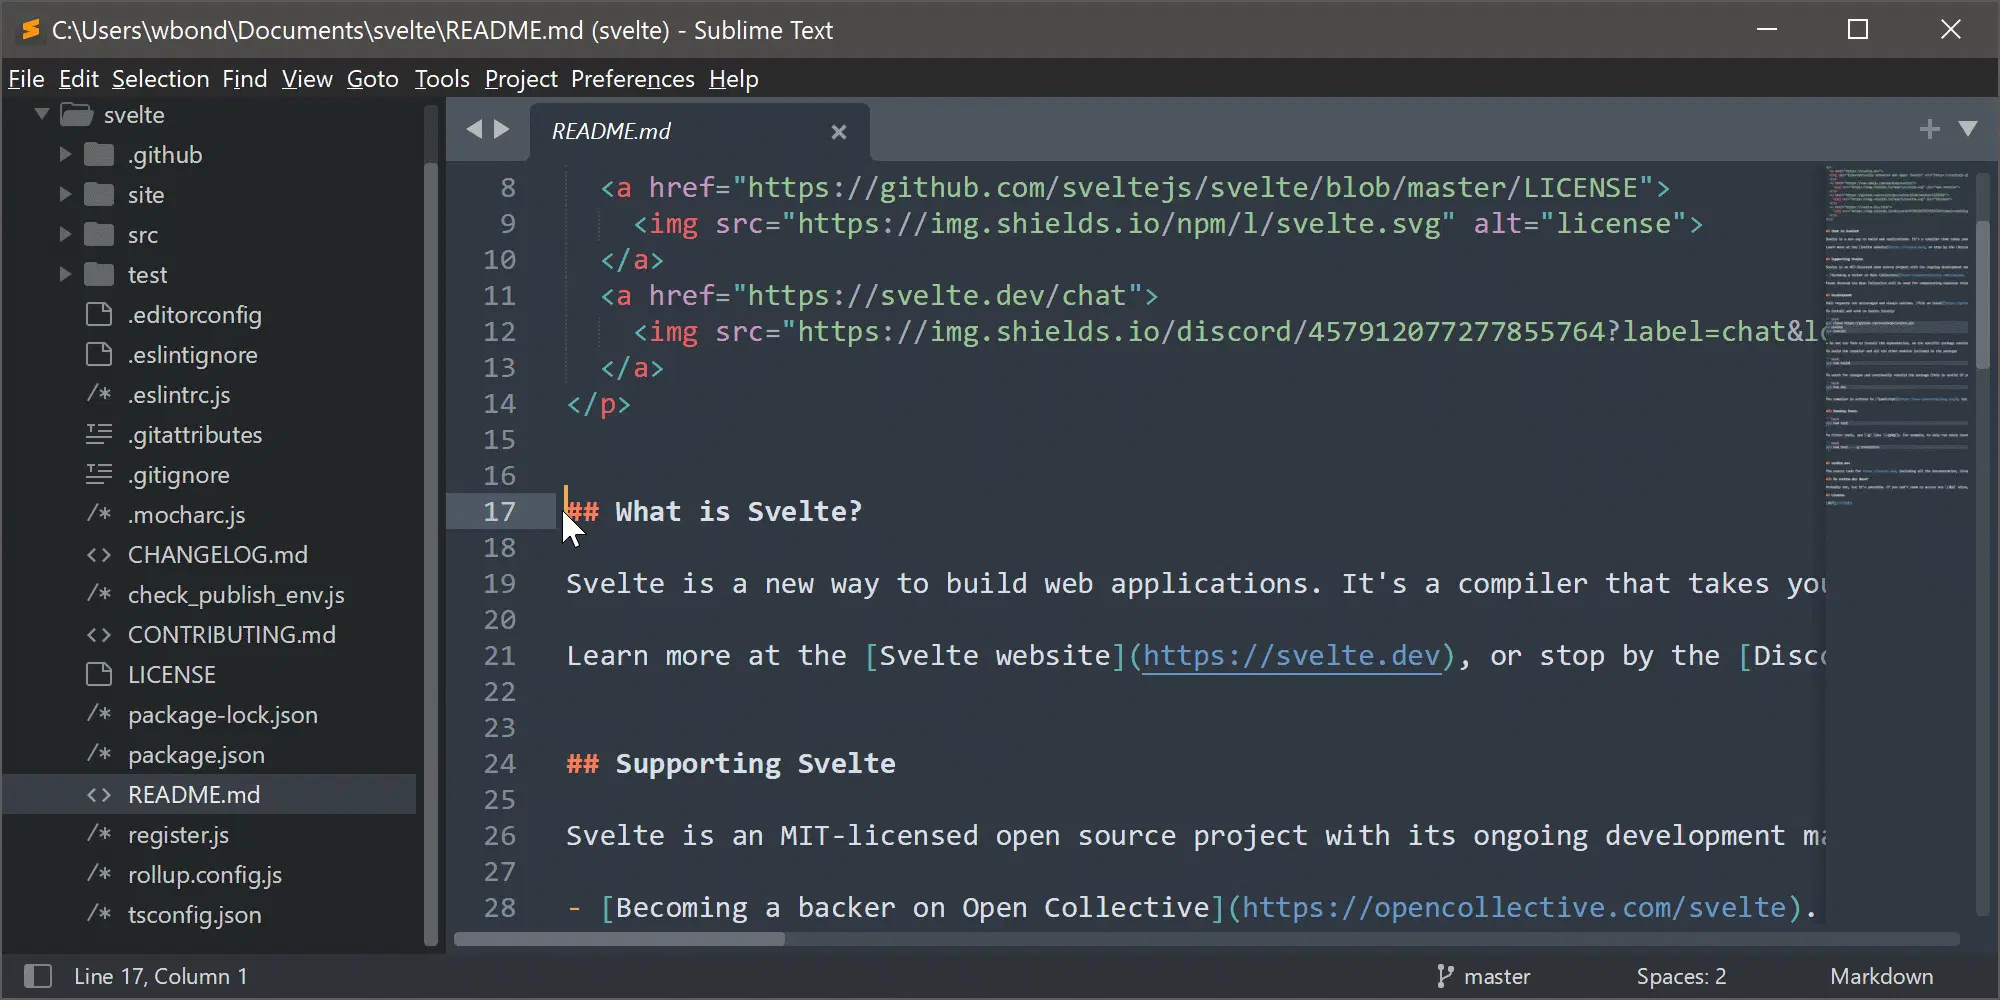 C:\Users\wbond\Documents\svelte\README.md (svelte) - Sublime Text
File Edit Selection Find View Goto Tools Project Preferences Help
svelte
.github
site
src
test
.editorconfig
.eslintignore
/* .eslintrc.js
.gitattributes
.gitignore
/* .mocharc.js
<> CHANGELOG.md
/* check_publish_env.js
<> CONTRIBUTING.md
LICENSE
/* package-lock.json
/* package.json
<> README.md
/* register.js
/* rollup.config.js
/* tsconfig.json
README.md
8 <a href="https://github.com/sveltejs/svelte/blob/master/LICENSE">
9 <img src="https://img.shields.io/npm/l/svelte.svg" alt="license">
10 </a>
11 <a href="https://svelte.dev/chat">
12 <img src="https://img.shields.io/discord/457912077277855764?label=chat&l
13 </a>
14 </p>
15
16
17 ## What is Svelte?
18
19 Svelte is a new way to build web applications. It's a compiler that takes yo
20
21 Learn more at the [Svelte website](https://svelte.dev), or stop by the [Disc
22
23
24 ## Supporting Svelte
25
26 Svelte is an MIT-licensed open source project with its ongoing development m
27
28 - [Becoming a backer on Open Collective](https://opencollective.com/svelte).
Line 17, Column 1
master
Spaces: 2
Markdown